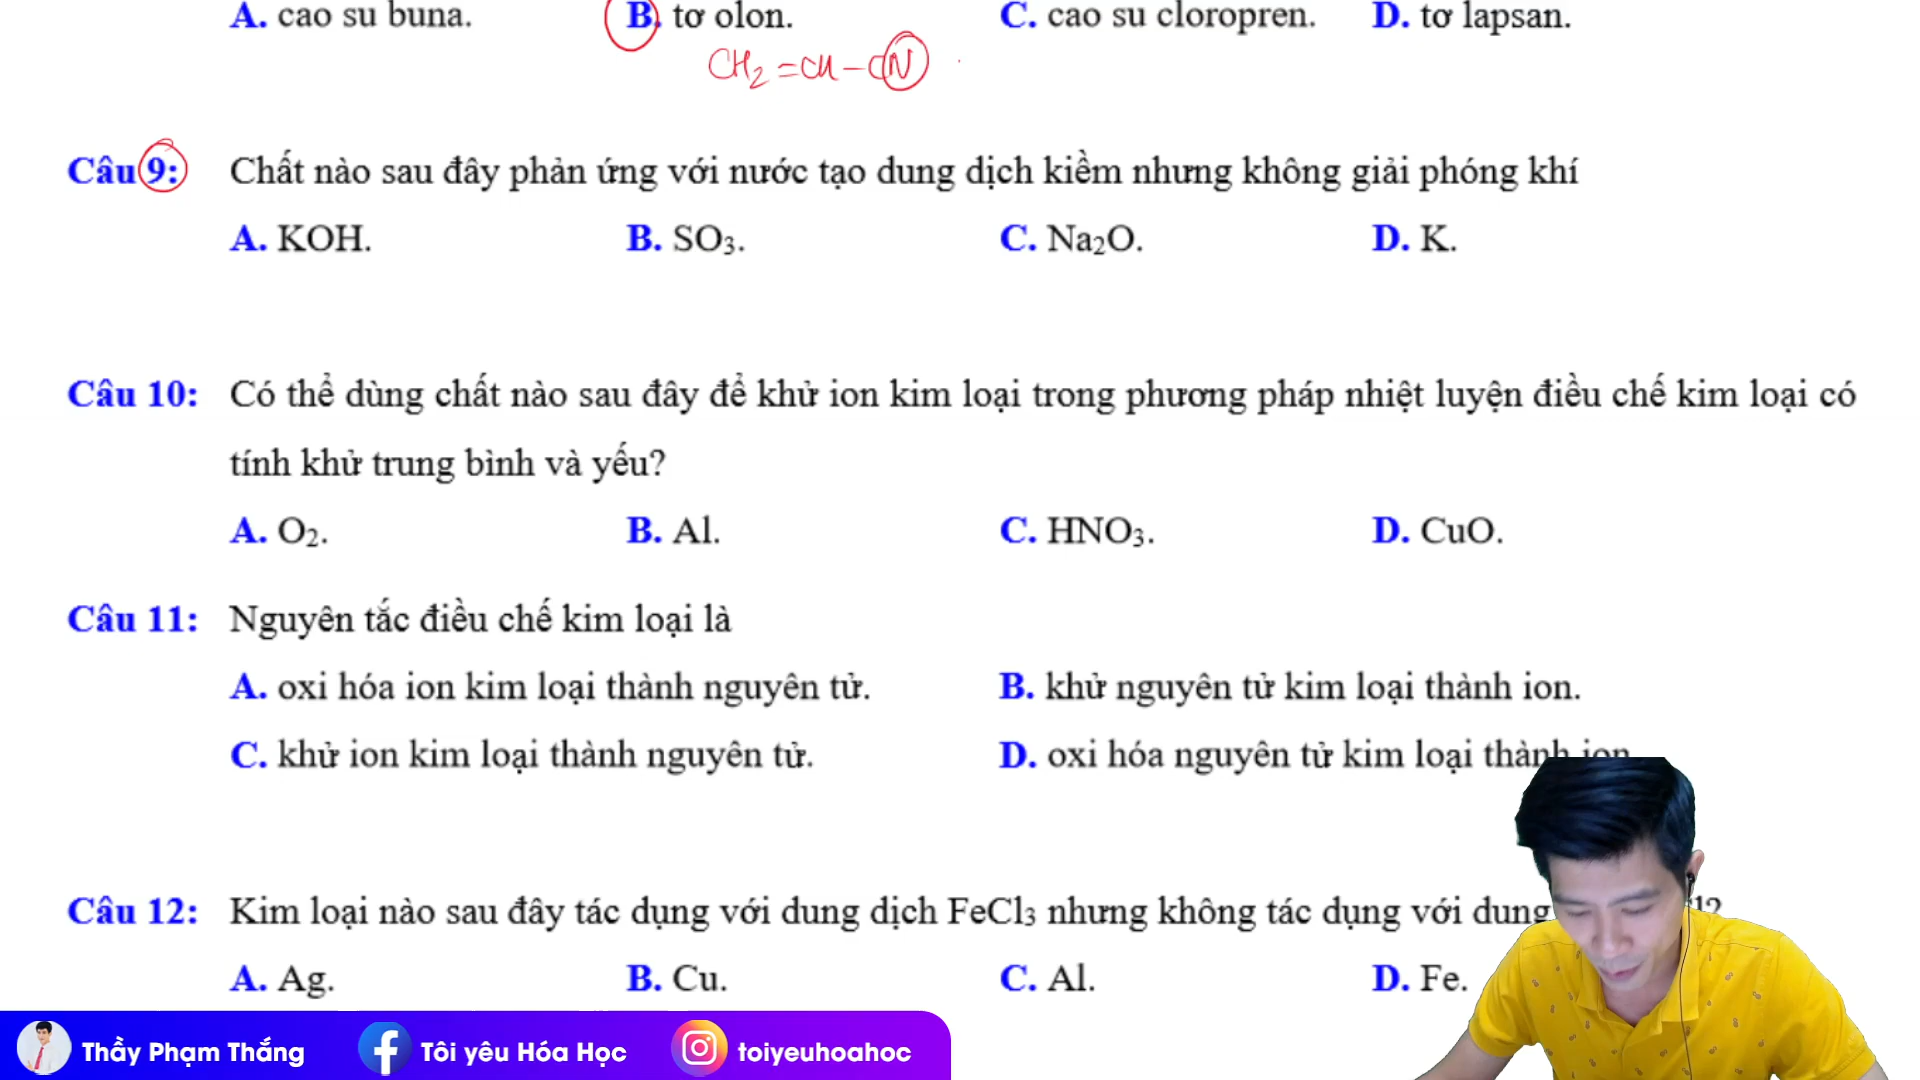 A. cao su buna. B. tơ olon. C. cao su cloropren. D. tơ lapsan.
CH2=CH-CN
Câu 9: Chất nào sau đây phản ứng với nước tạo dung dịch kiềm nhưng không giải phóng khí
A. KOH. B. SO3. C. Na2O. D. K.
Câu 10: Có thể dùng chất nào sau đây để khử ion kim loại trong phương pháp nhiệt luyện điều chế kim loại có
tính khử trung bình và yếu?
A. O2. B. Al. C. HNO3. D. CuO.
Câu 11: Nguyên tắc điều chế kim loại là
A. oxi hóa ion kim loại thành nguyên tử. B. khử nguyên tử kim loại thành ion.
C. khử ion kim loại thành nguyên tử. D. oxi hóa nguyên tử kim loại thành ion
Câu 12: Kim loại nào sau đây tác dụng với dung dịch FeCl3 nhưng không tác dụng với dung
A. Ag. B. Cu. C. Al. D. Fe.
Thầy Phạm Thắng Tôi yêu Hóa Học toiyeuhoahoc